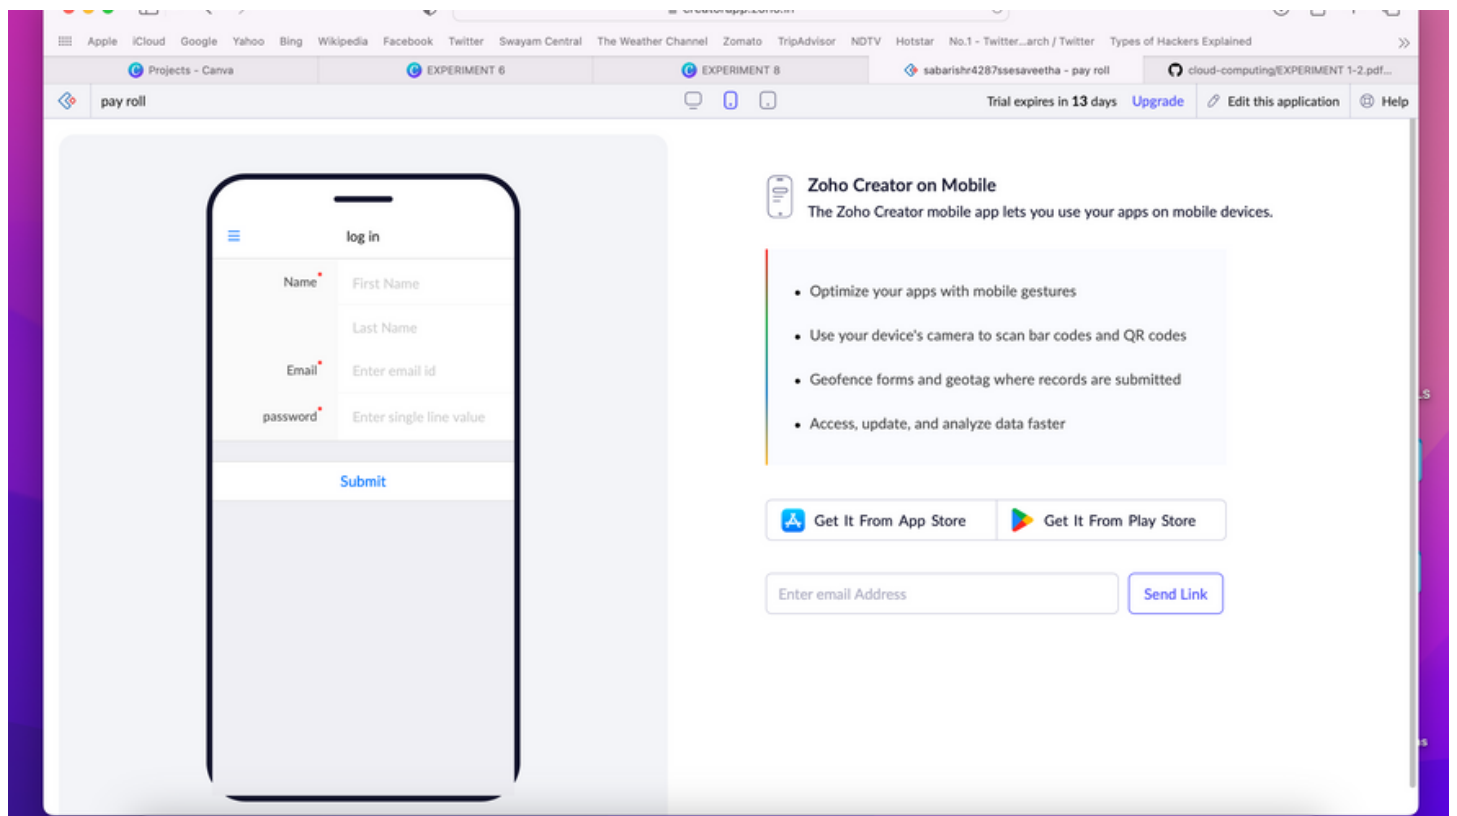 Apple iCloud Google Yahoo Bing Wikipedia Facebook Twitter Swayam Central The Weather Channel Zomato TripAdvisor NDTV Hotstar No.1 - Twitter...arch / Twitter Types of Hackers Explained
Projects - Canva EXPERIMENT 6 EXPERIMENT 8 sabarishr4287ssesaveetha - pay roll cloud-computing/EXPERIMENT 1-2.pdf...
pay roll Trial expires in 13 days Upgrade Edit this application Help
log in
Name* First Name
Last Name
Email* Enter email id
password* Enter single line value
Submit
Zoho Creator on Mobile
The Zoho Creator mobile app lets you use your apps on mobile devices.
• Optimize your apps with mobile gestures
• Use your device's camera to scan bar codes and QR codes
• Geofence forms and geotag where records are submitted
• Access, update, and analyze data faster
Get It From App Store Get It From Play Store
Enter email Address Send Link